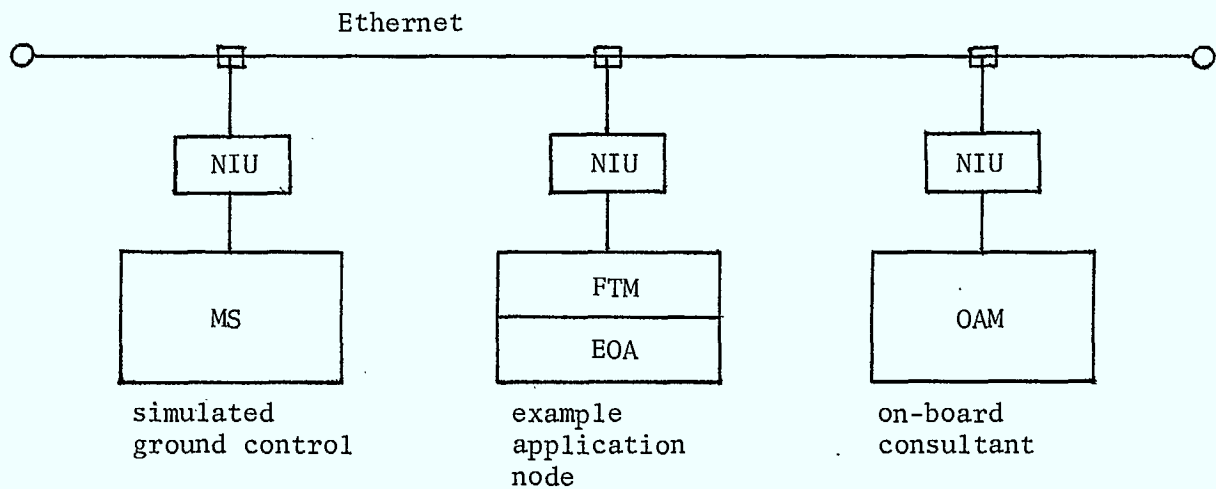 Ethernet
NIU
NIU
NIU
MS
FTM
EOA
OAM
simulated
ground control
example
application
node
on-board
consultant